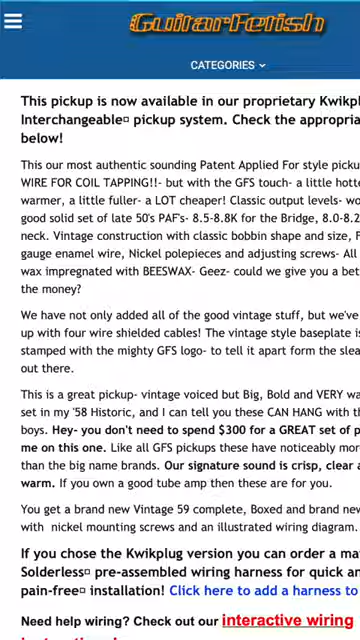 GuitarFetish
CATEGORIES
This pickup is now available in our proprietary Kwikpl
Interchangeable¤ pickup system. Check the appropria
below!
This our most authentic sounding Patent Applied For style picku
WIRE FOR COIL TAPPING!!- but with the GFS touch- a little hotte
warmer, a little fuller- a LOT cheaper! Classic output levels- wo
good solid set of late 50's PAF's- 8.5-8.8K for the Bridge, 8.0-8.2
neck. Vintage construction with classic bobbin shape and size, P
gauge enamel wire, Nickel polepieces and adjusting screws- All
wax impregnated with BEESWAX- Geez- could we give you a bet
the money?
We have not only added all of the good vintage stuff, but we've
up with four wire shielded cables! The vintage style baseplate is
stamped with the mighty GFS logo- to tell it apart form the slea
out there.
This is a great pickup- vintage voiced but Big, Bold and VERY wa
set in my '58 Historic, and I can tell you these CAN HANG with th
boys. Hey- you don't need to spend $300 for a GREAT set of p
me on this one. Like all GFS pickups these have noticeably mor
than the big name brands. Our signature sound is crisp, clear a
warm. If you own a good tube amp then these are for you.
You get a brand new Vintage 59 complete, Boxed and brand new
with nickel mounting screws and an illustrated wiring diagram.
If you chose the Kwikplug version you can order a ma
Solderless¤ pre-assembled wiring harness for quick an
pain-free¤ installation! Click here to add a harness to
Need help wiring? Check out our interactive wiring